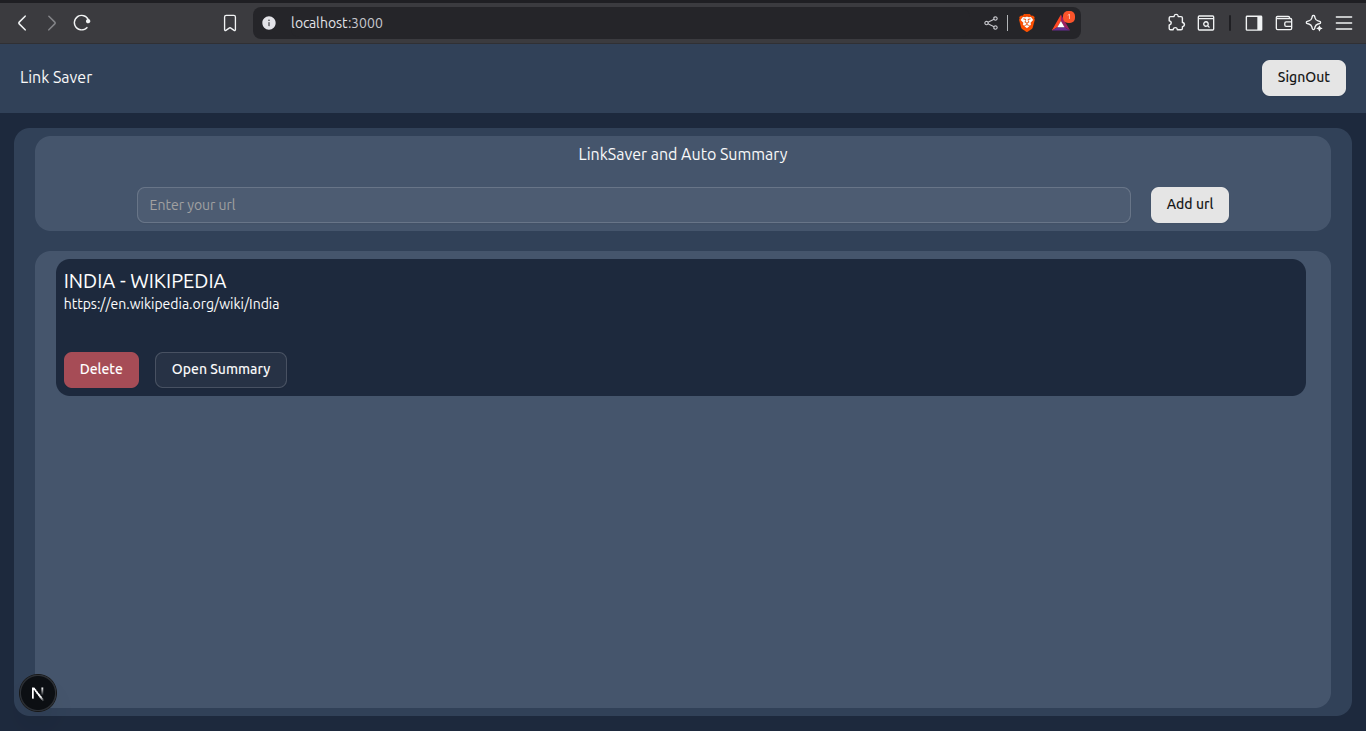 localhost:3000
1
Link Saver
SignOut
LinkSaver and Auto Summary
Enter your url
Add url
INDIA - WIKIPEDIA
https://en.wikipedia.org/wiki/India
Delete
Open Summary
N